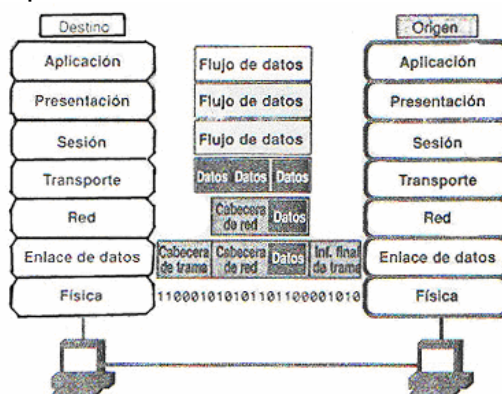 Destino
Origen
Aplicación
Flujo de datos
Aplicación
Presentación
Flujo de datos
Presentación
Sesión
Flujo de datos
Sesión
Transporte
Datos Datos Datos
Transporte
Red
Cabecera de red
Datos
Red
Enlace de datos
Cabecera de trama
Cabecera de red
Datos
Inf. final de trama
Enlace de datos
Física
1100010101011011000001010
Física